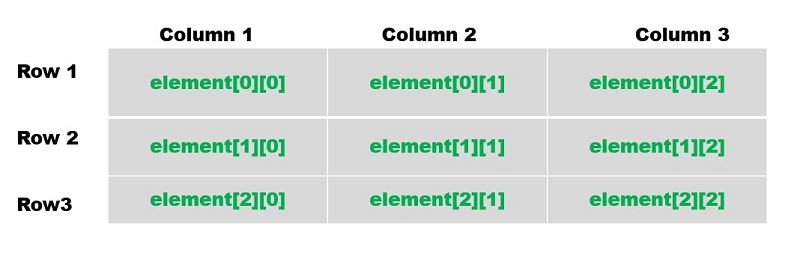 Column 1 Column 2 Column 3
Row 1 element[0][0] element[0][1] element[0][2]
Row 2 element[1][0] element[1][1] element[1][2]
Row3 element[2][0] element[2][1] element[2][2]